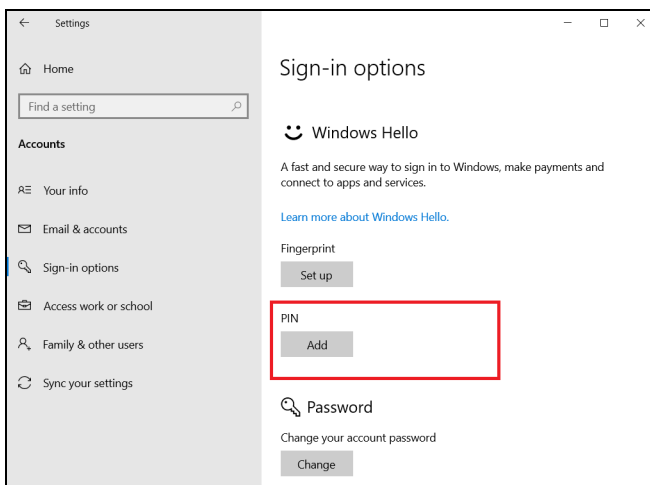 Settings
Home
Find a setting
Accounts
Your info
Email & accounts
Sign-in options
Access work or school
Family & other users
Sync your settings
Sign-in options
Windows Hello
A fast and secure way to sign in to Windows, make payments and
connect to apps and services.
Learn more about Windows Hello.
Fingerprint
Set up
PIN
Add
Password
Change your account password
Change